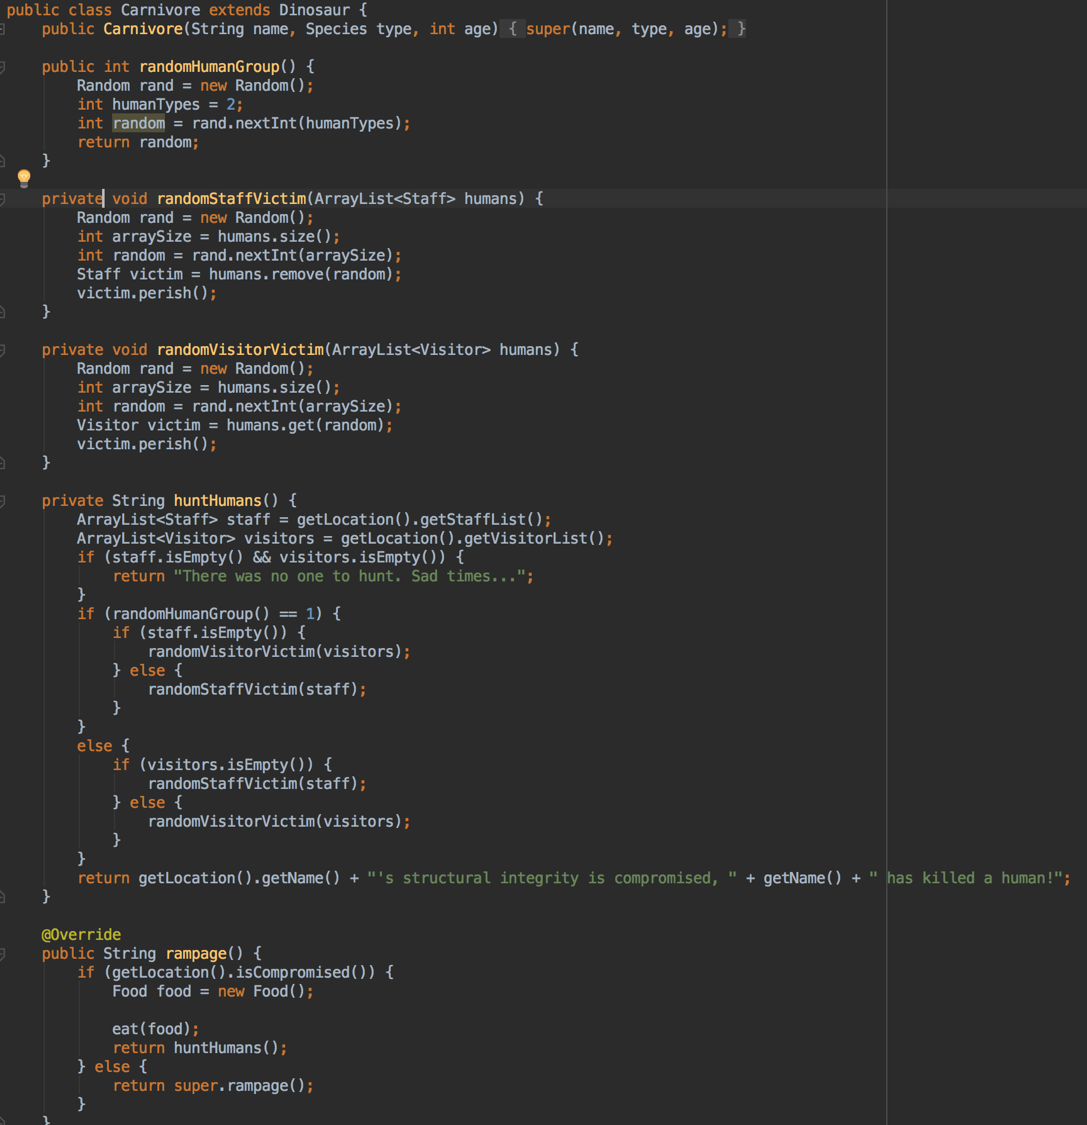 public class Carnivore extends Dinosaur {
    public Carnivore(String name, Species type, int age) { super(name, type, age); }

    public int randomHumanGroup() {
        Random rand = new Random();
        int humanTypes = 2;
        int random = rand.nextInt(humanTypes);
        return random;
    }

    private void randomStaffVictim(ArrayList<Staff> humans) {
        Random rand = new Random();
        int arraySize = humans.size();
        int random = rand.nextInt(arraySize);
        Staff victim = humans.remove(random);
        victim.perish();
    }

    private void randomVisitorVictim(ArrayList<Visitor> humans) {
        Random rand = new Random();
        int arraySize = humans.size();
        int random = rand.nextInt(arraySize);
        Visitor victim = humans.get(random);
        victim.perish();
    }

    private String huntHumans() {
        ArrayList<Staff> staff = getLocation().getStaffList();
        ArrayList<Visitor> visitors = getLocation().getVisitorList();
        if (staff.isEmpty() && visitors.isEmpty()) {
            return "There was no one to hunt. Sad times...";
        }
        if (randomHumanGroup() == 1) {
            if (staff.isEmpty()) {
                randomVisitorVictim(visitors);
            } else {
                randomStaffVictim(staff);
            }
        }
        else {
            if (visitors.isEmpty()) {
                randomStaffVictim(staff);
            } else {
                randomVisitorVictim(visitors);
            }
        }
        return getLocation().getName() + "'s structural integrity is compromised, " + getName() + " has killed a human!";
    }

    @Override
    public String rampage() {
        if (getLocation().isCompromised()) {
            Food food = new Food();

            eat(food);
            return huntHumans();
        } else {
            return super.rampage();
        }
    }